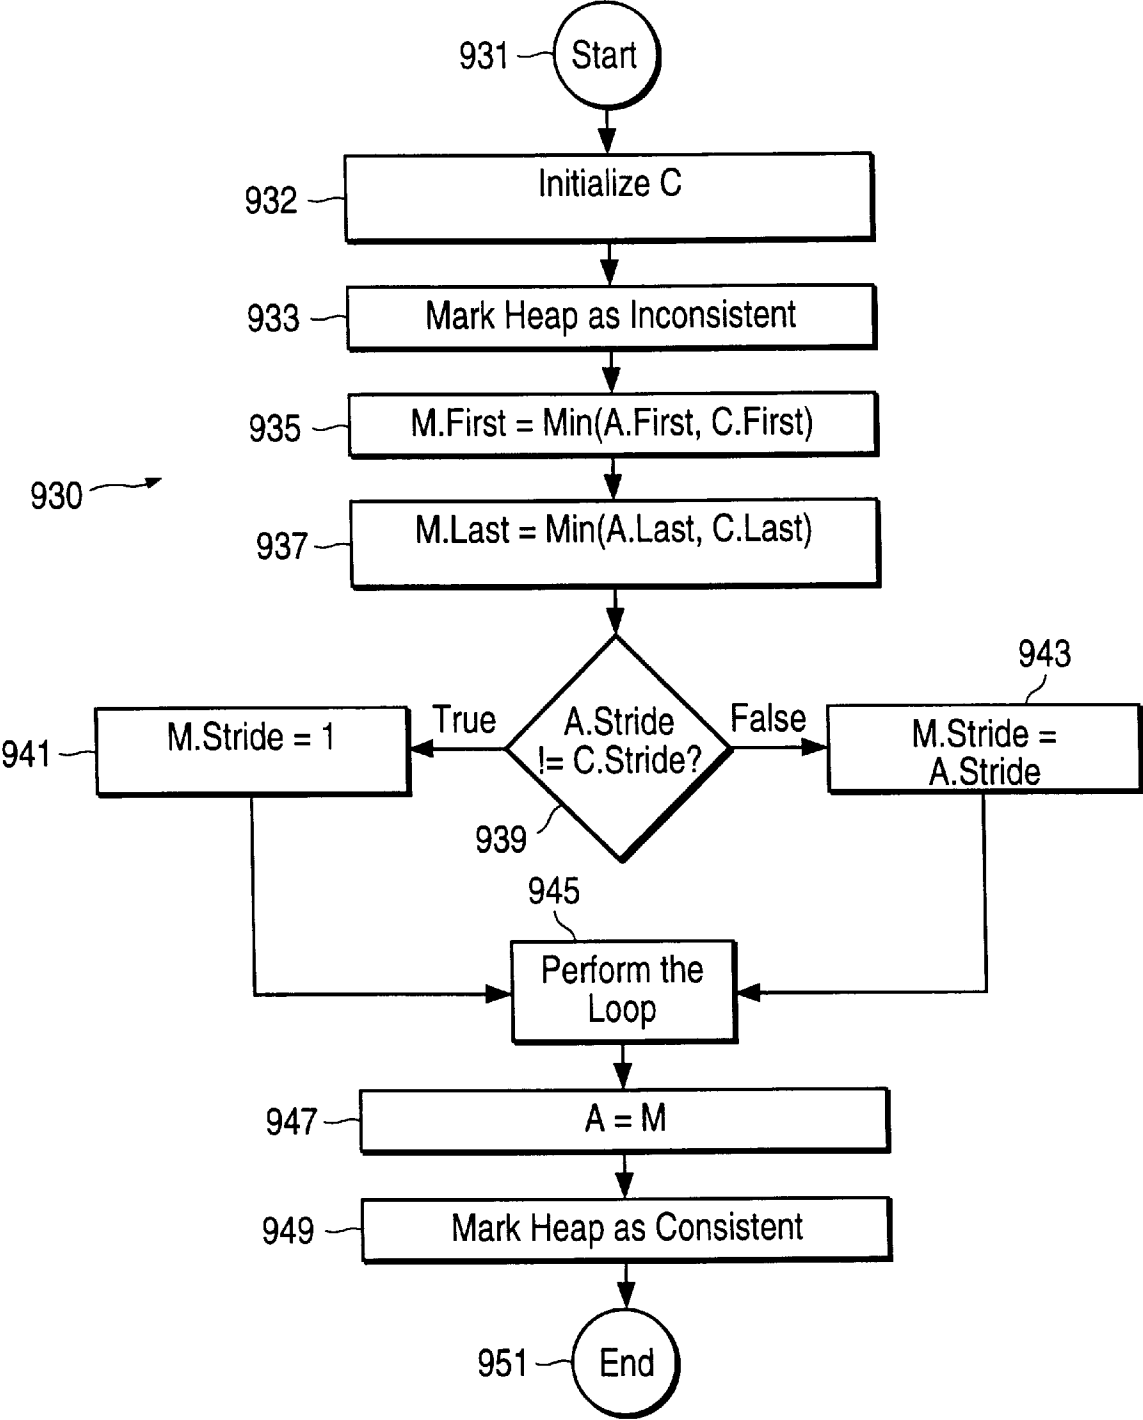 931
Start
932
Initialize C
933
Mark Heap as Inconsistent
935
M.First = Min(A.First, C.First)
930
937
M.Last = Min(A.Last, C.Last)
943
941
M.Stride = 1
True
A.Stride
!= C.Stride?
False
M.Stride =
A.Stride
939
945
Perform the
Loop
947
A = M
949
Mark Heap as Consistent
951
End